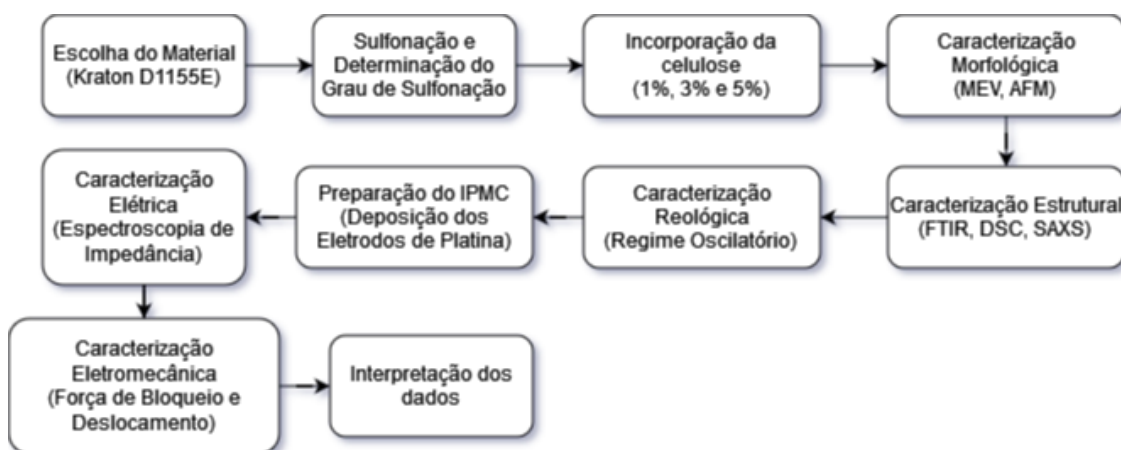 Escolha do Material
(Kraton D1155E)
Sulfonação e
Determinação do
Grau de Sulfonação
Incorporação da
celulose
(1%, 3% e 5%)
Caracterização
Morfológica
(MEV, AFM)
Caracterização Estrutural
(FTIR, DSC, SAXS)
Caracterização
Reológica
(Regime Oscilatório)
Preparação do IPMC
(Deposição dos
Eletrodos de Platina)
Caracterização
Elétrica
(Espectroscopia de
Impedância)
Caracterização
Eletromecânica
(Força de Bloqueio e
Deslocamento)
Interpretação dos
dados